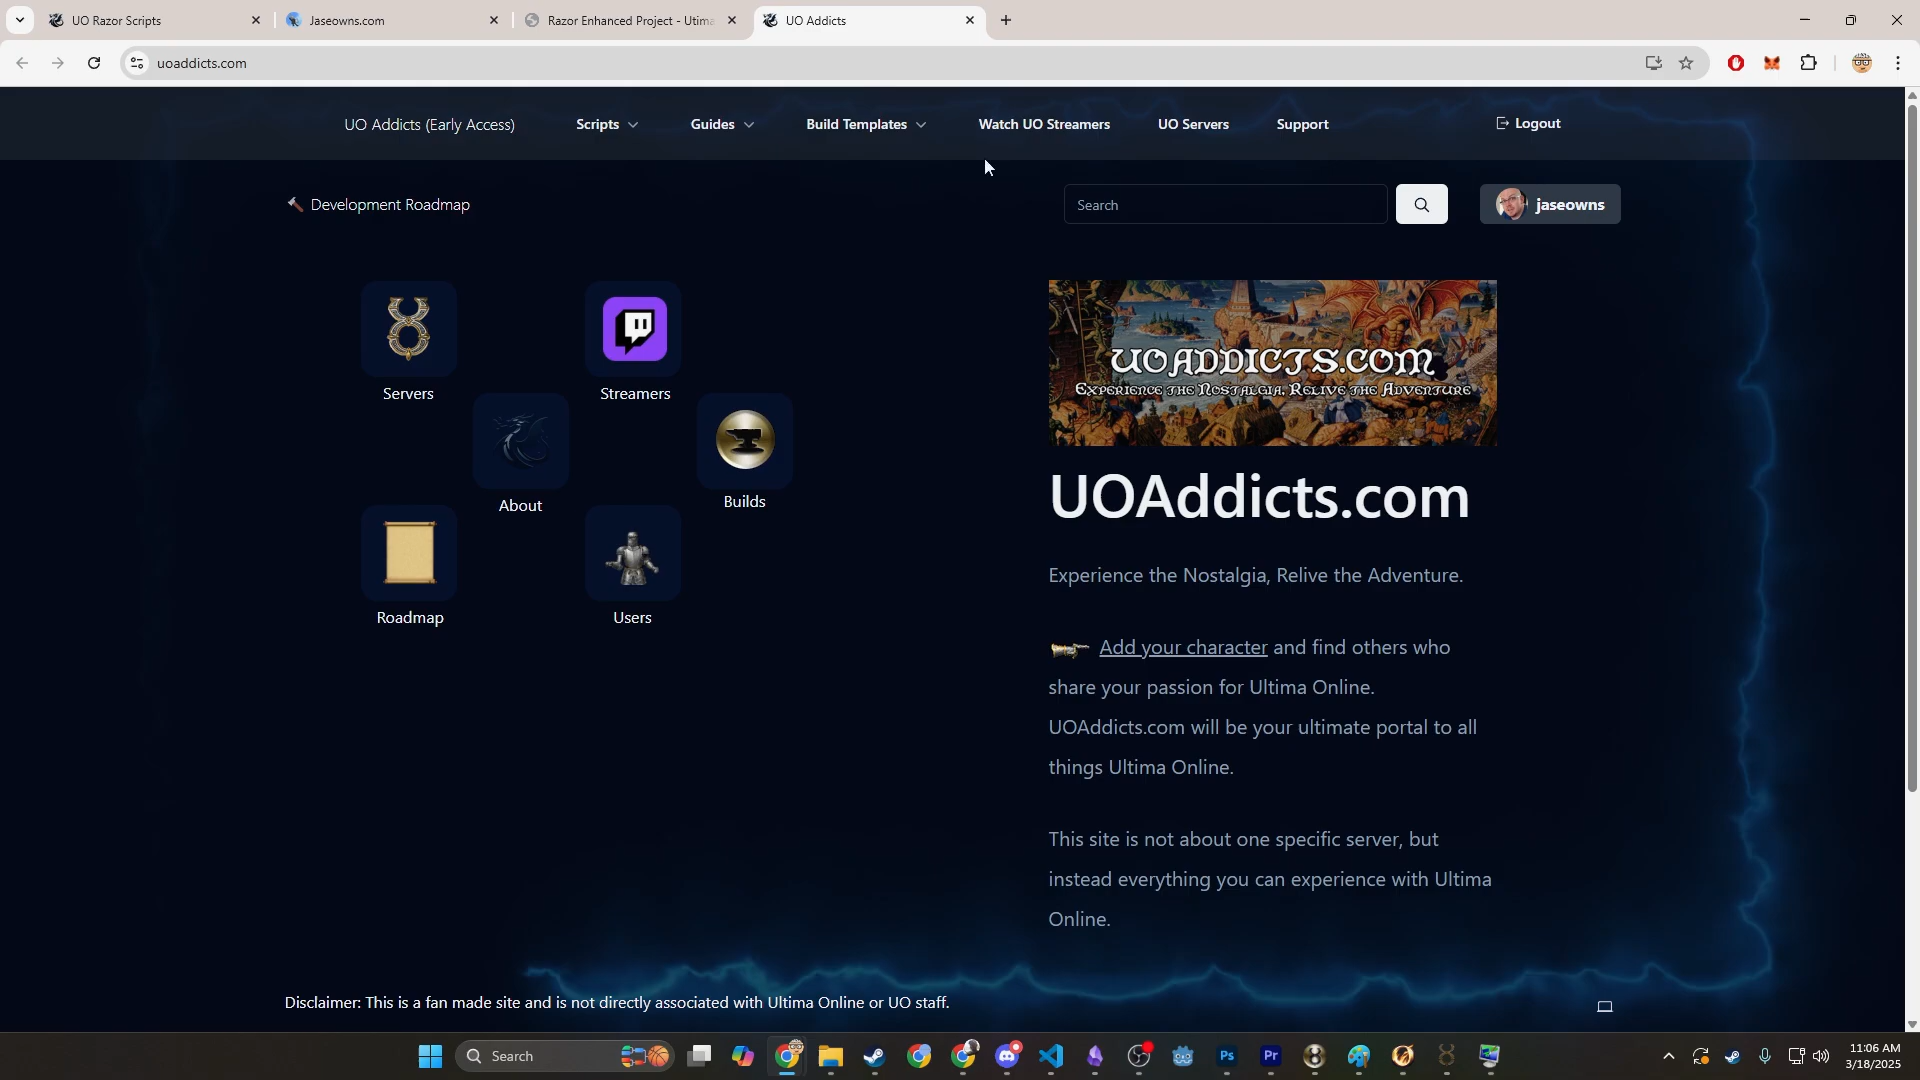 UO Razor Scripts
Jaseowns.com
Razor Enhanced Project - Utima
UO Addicts
uoaddicts.com
UO Addicts (Early Access)
Scripts
Guides
Build Templates
Watch UO Streamers
UO Servers
Support
Logout
Development Roadmap
Search
jaseowns
Servers
Streamers
About
Builds
Roadmap
Users
UOADDICTS.COM
EXPERIENCE THE NOSTALGIA, RELIVE THE ADVENTURE
UOAddicts.com
Experience the Nostalgia, Relive the Adventure.
Add your character and find others who
share your passion for Ultima Online.
UOAddicts.com will be your ultimate portal to all
things Ultima Online.
This site is not about one specific server, but
instead everything you can experience with Ultima
Online.
Disclaimer: This is a fan made site and is not directly associated with Ultima Online or UO staff.
Search
Ps
Pr
11:06 AM
3/18/2025